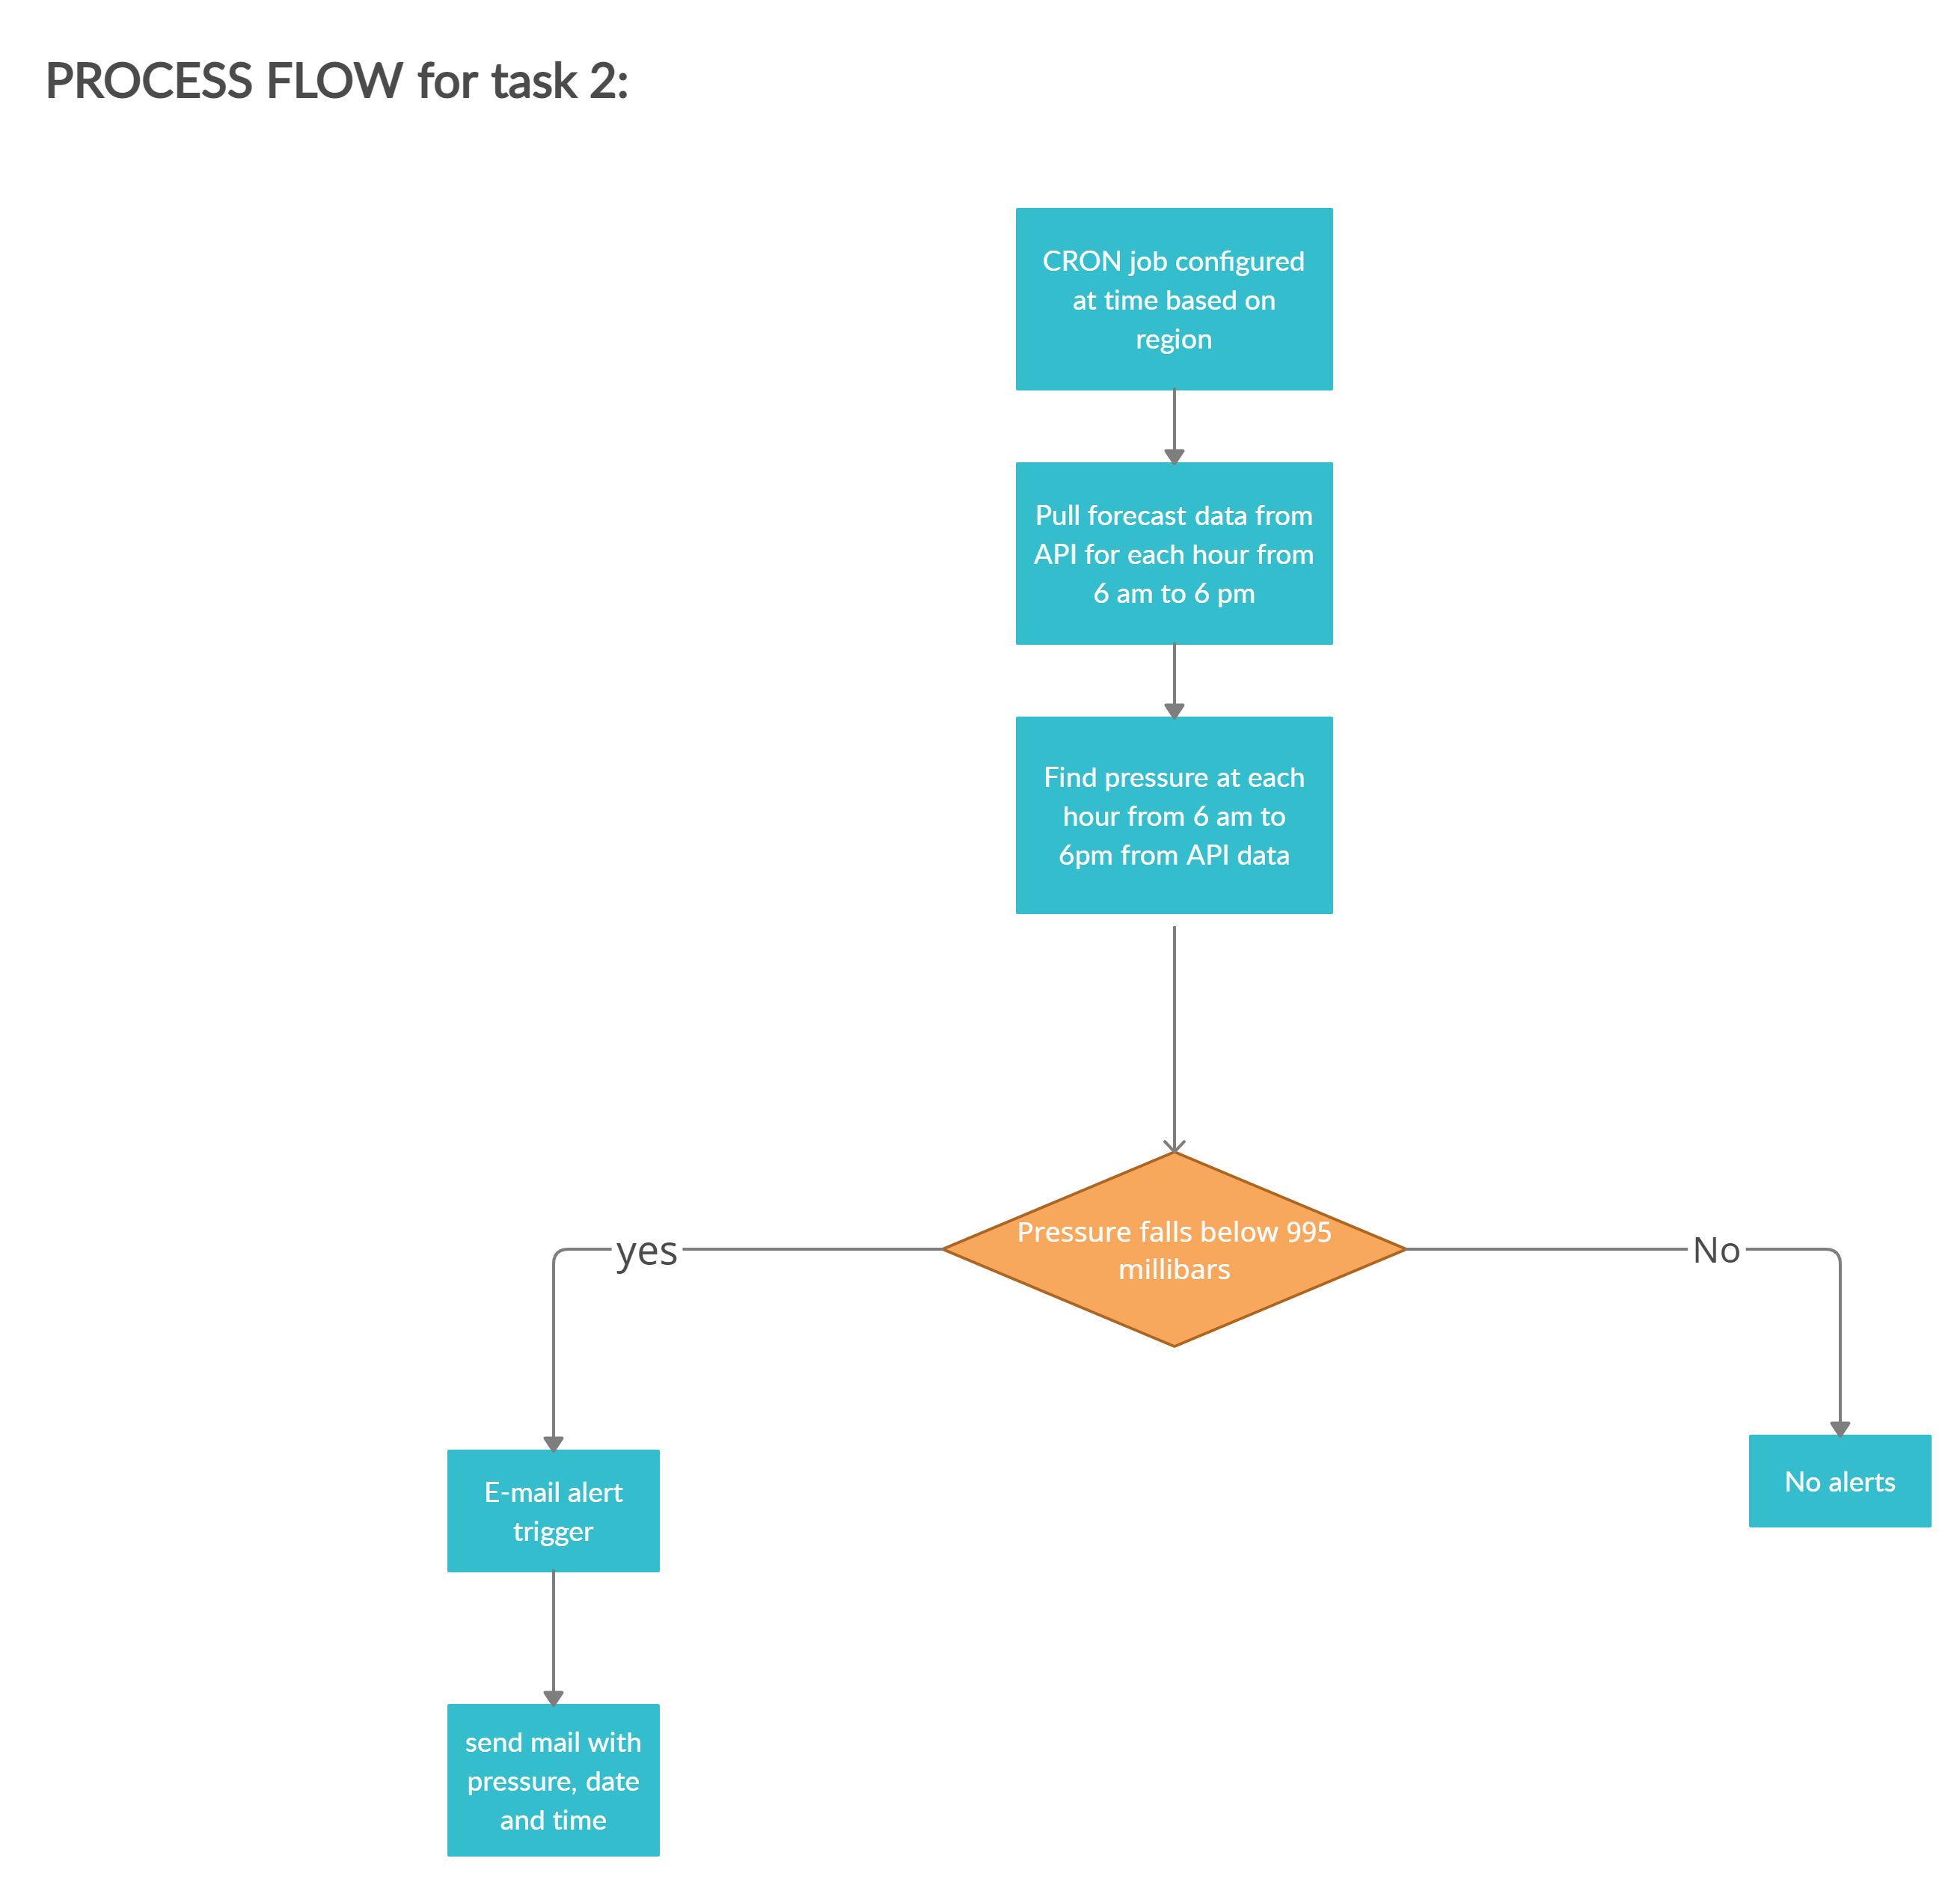 PROCESS FLOW for task 2:
CRON job configured
at time based on
region
Pull forecast data from
API for each hour from
6 am to 6 pm
Find pressure at each
hour from 6 am to
6pm from API data
Pressure falls below 995
millibars
yes
No
E-mail alert
trigger
No alerts
send mail with
pressure, date
and time